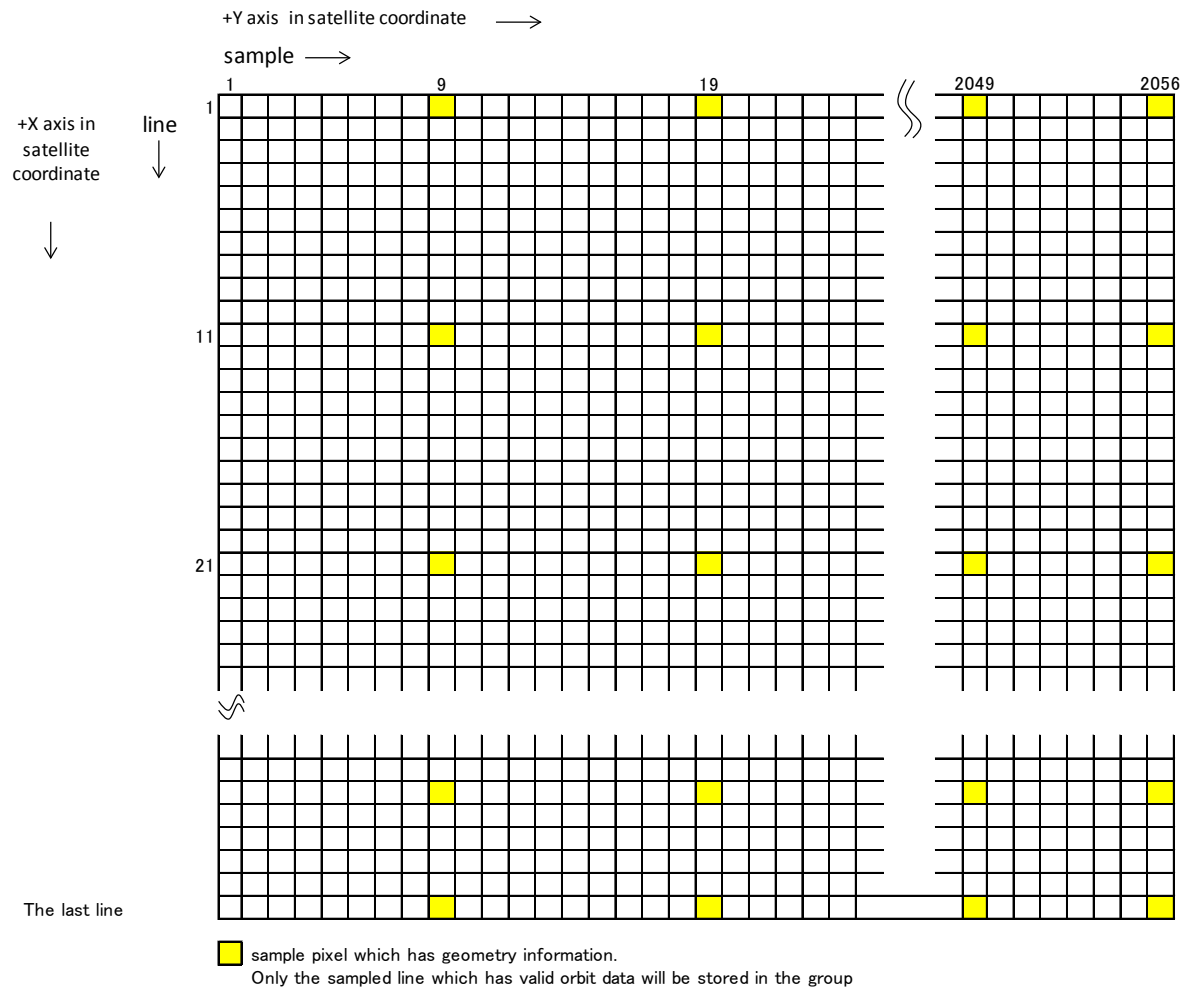 +Y axis in satellite coordinate
sample
1 9 19 2049 2056
1
+X axis in
satellite
coordinate
line
11
21
The last line
sample pixel which has geometry information.
Only the sampled line which has valid orbit data will be stored in the group